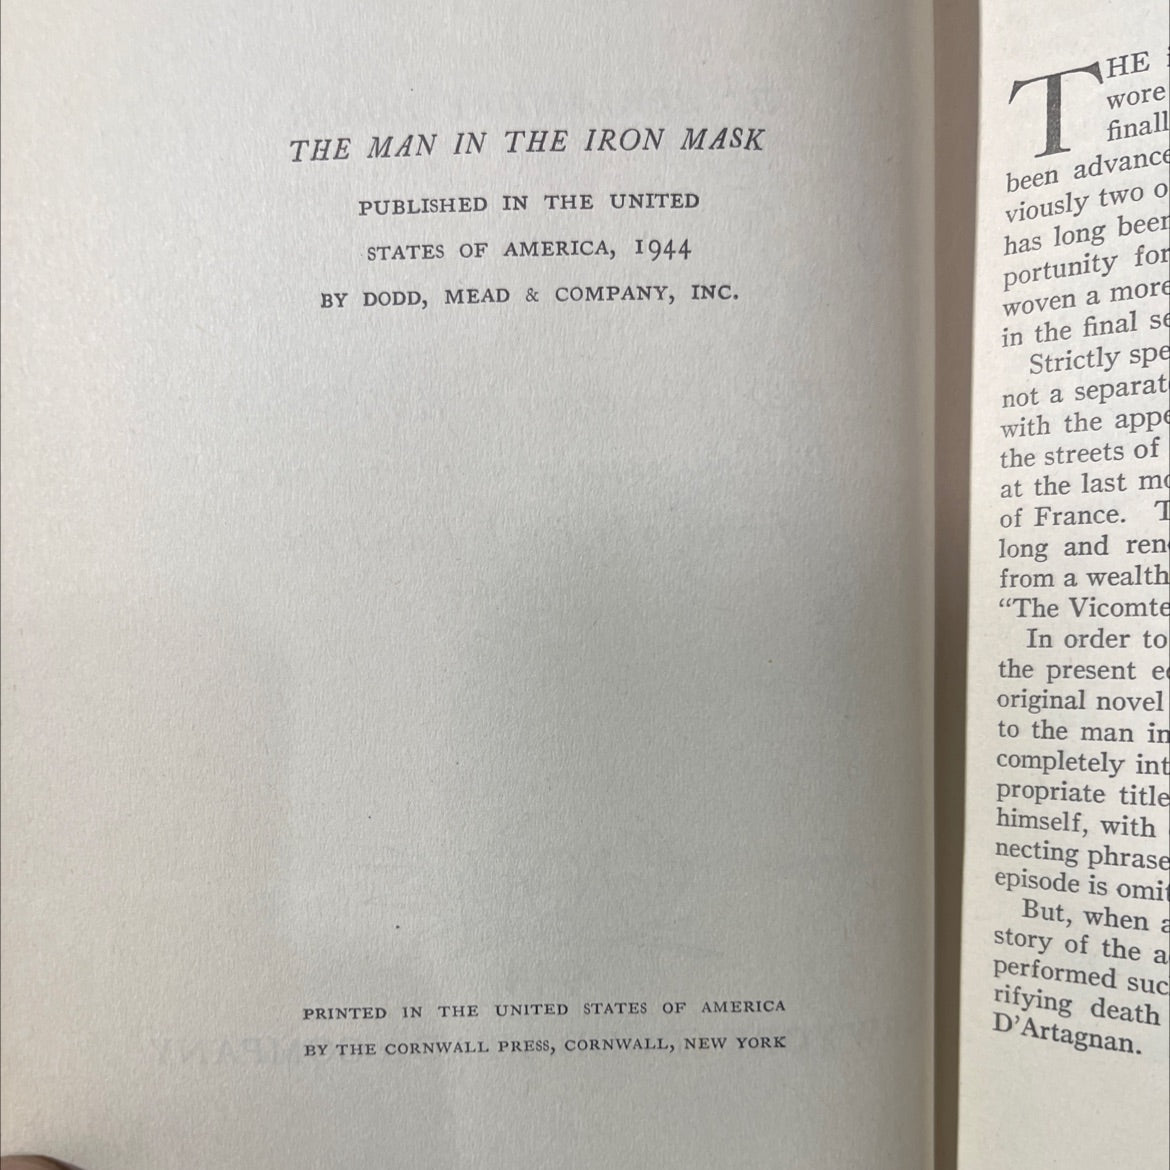 THE MAN IN THE IRON MASK
PUBLISHED IN THE UNITED
STATES OF AMERICA, 1944
BY DODD, MEAD & COMPANY, INC.
PRINTED IN THE UNITED STATES OF AMERICA
BY THE CORNWALL PRESS, CORNWALL, NEW YORK
THE
wore
finall
been advance
viously two o
has long been
portunity for
woven a more
in the final se
Strictly spe
not a separat
with the appe
the streets of
at the last mo
of France. T
long and ren
from a wealth
“The Vicomte
In order to
the present e
original novel
to the man in
completely int
propriate title
himself, with
necting phrase
episode is omit
But, when a
story of the a
performed suc
rifying death
D’Artagnan.